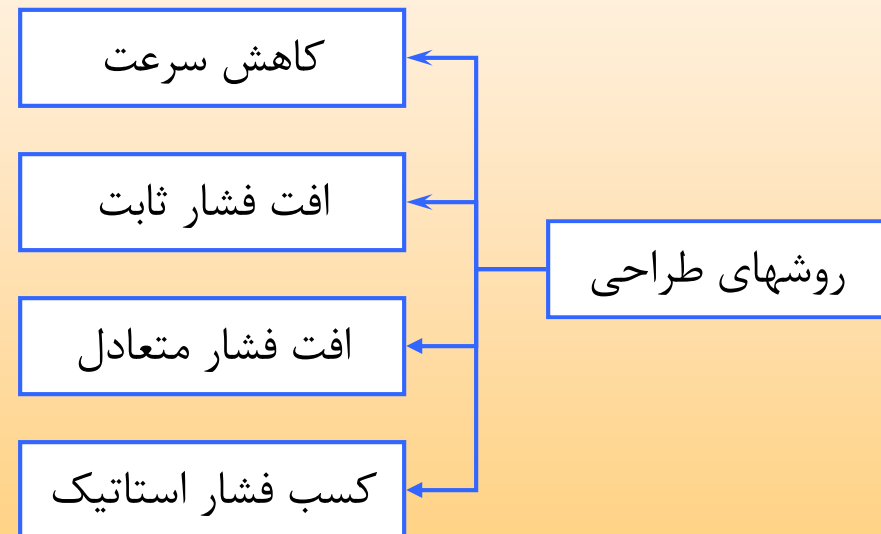 روشهای طراحی
کاهش سرعت
افت فشار ثابت
افت فشار متعادل
کسب فشار استاتیک